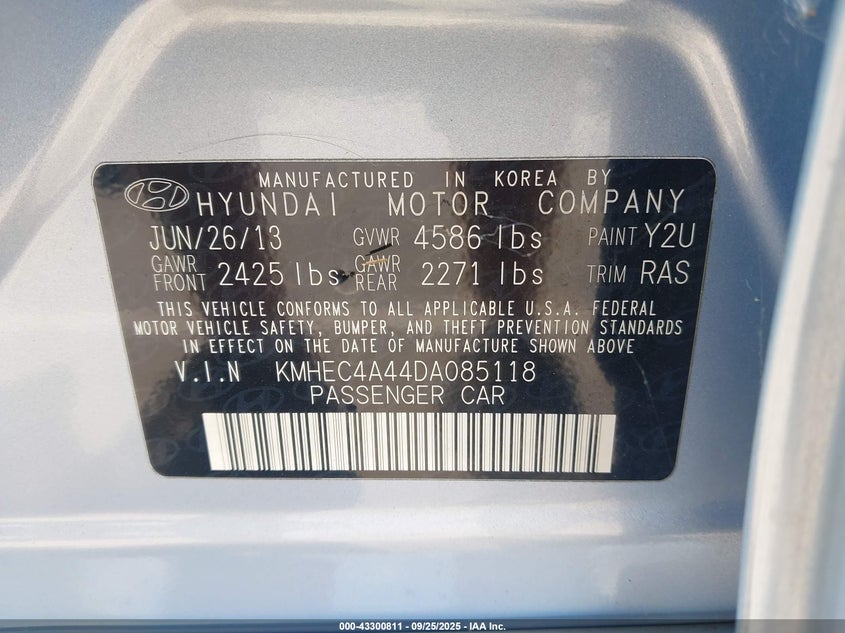 MANUFACTURED IN KOREA BY
HYUNDAI MOTOR COMPANY
JUN/26/13 GVWR 4586 lbs PAINT Y2U
GAWR FRONT 2425 lbs GAWR REAR 2271 lbs TRIM RAS
THIS VEHICLE CONFORMS TO ALL APPLICABLE U.S.A. FEDERAL
MOTOR VEHICLE SAFETY, BUMPER, AND THEFT PREVENTION STANDARDS
IN EFFECT ON THE DATE OF MANUFACTURE SHOWN ABOVE
V.I.N KMHEC4A44DA085118
PASSENGER CAR
000-43300811 - 09/25/2025 - IAA Inc.